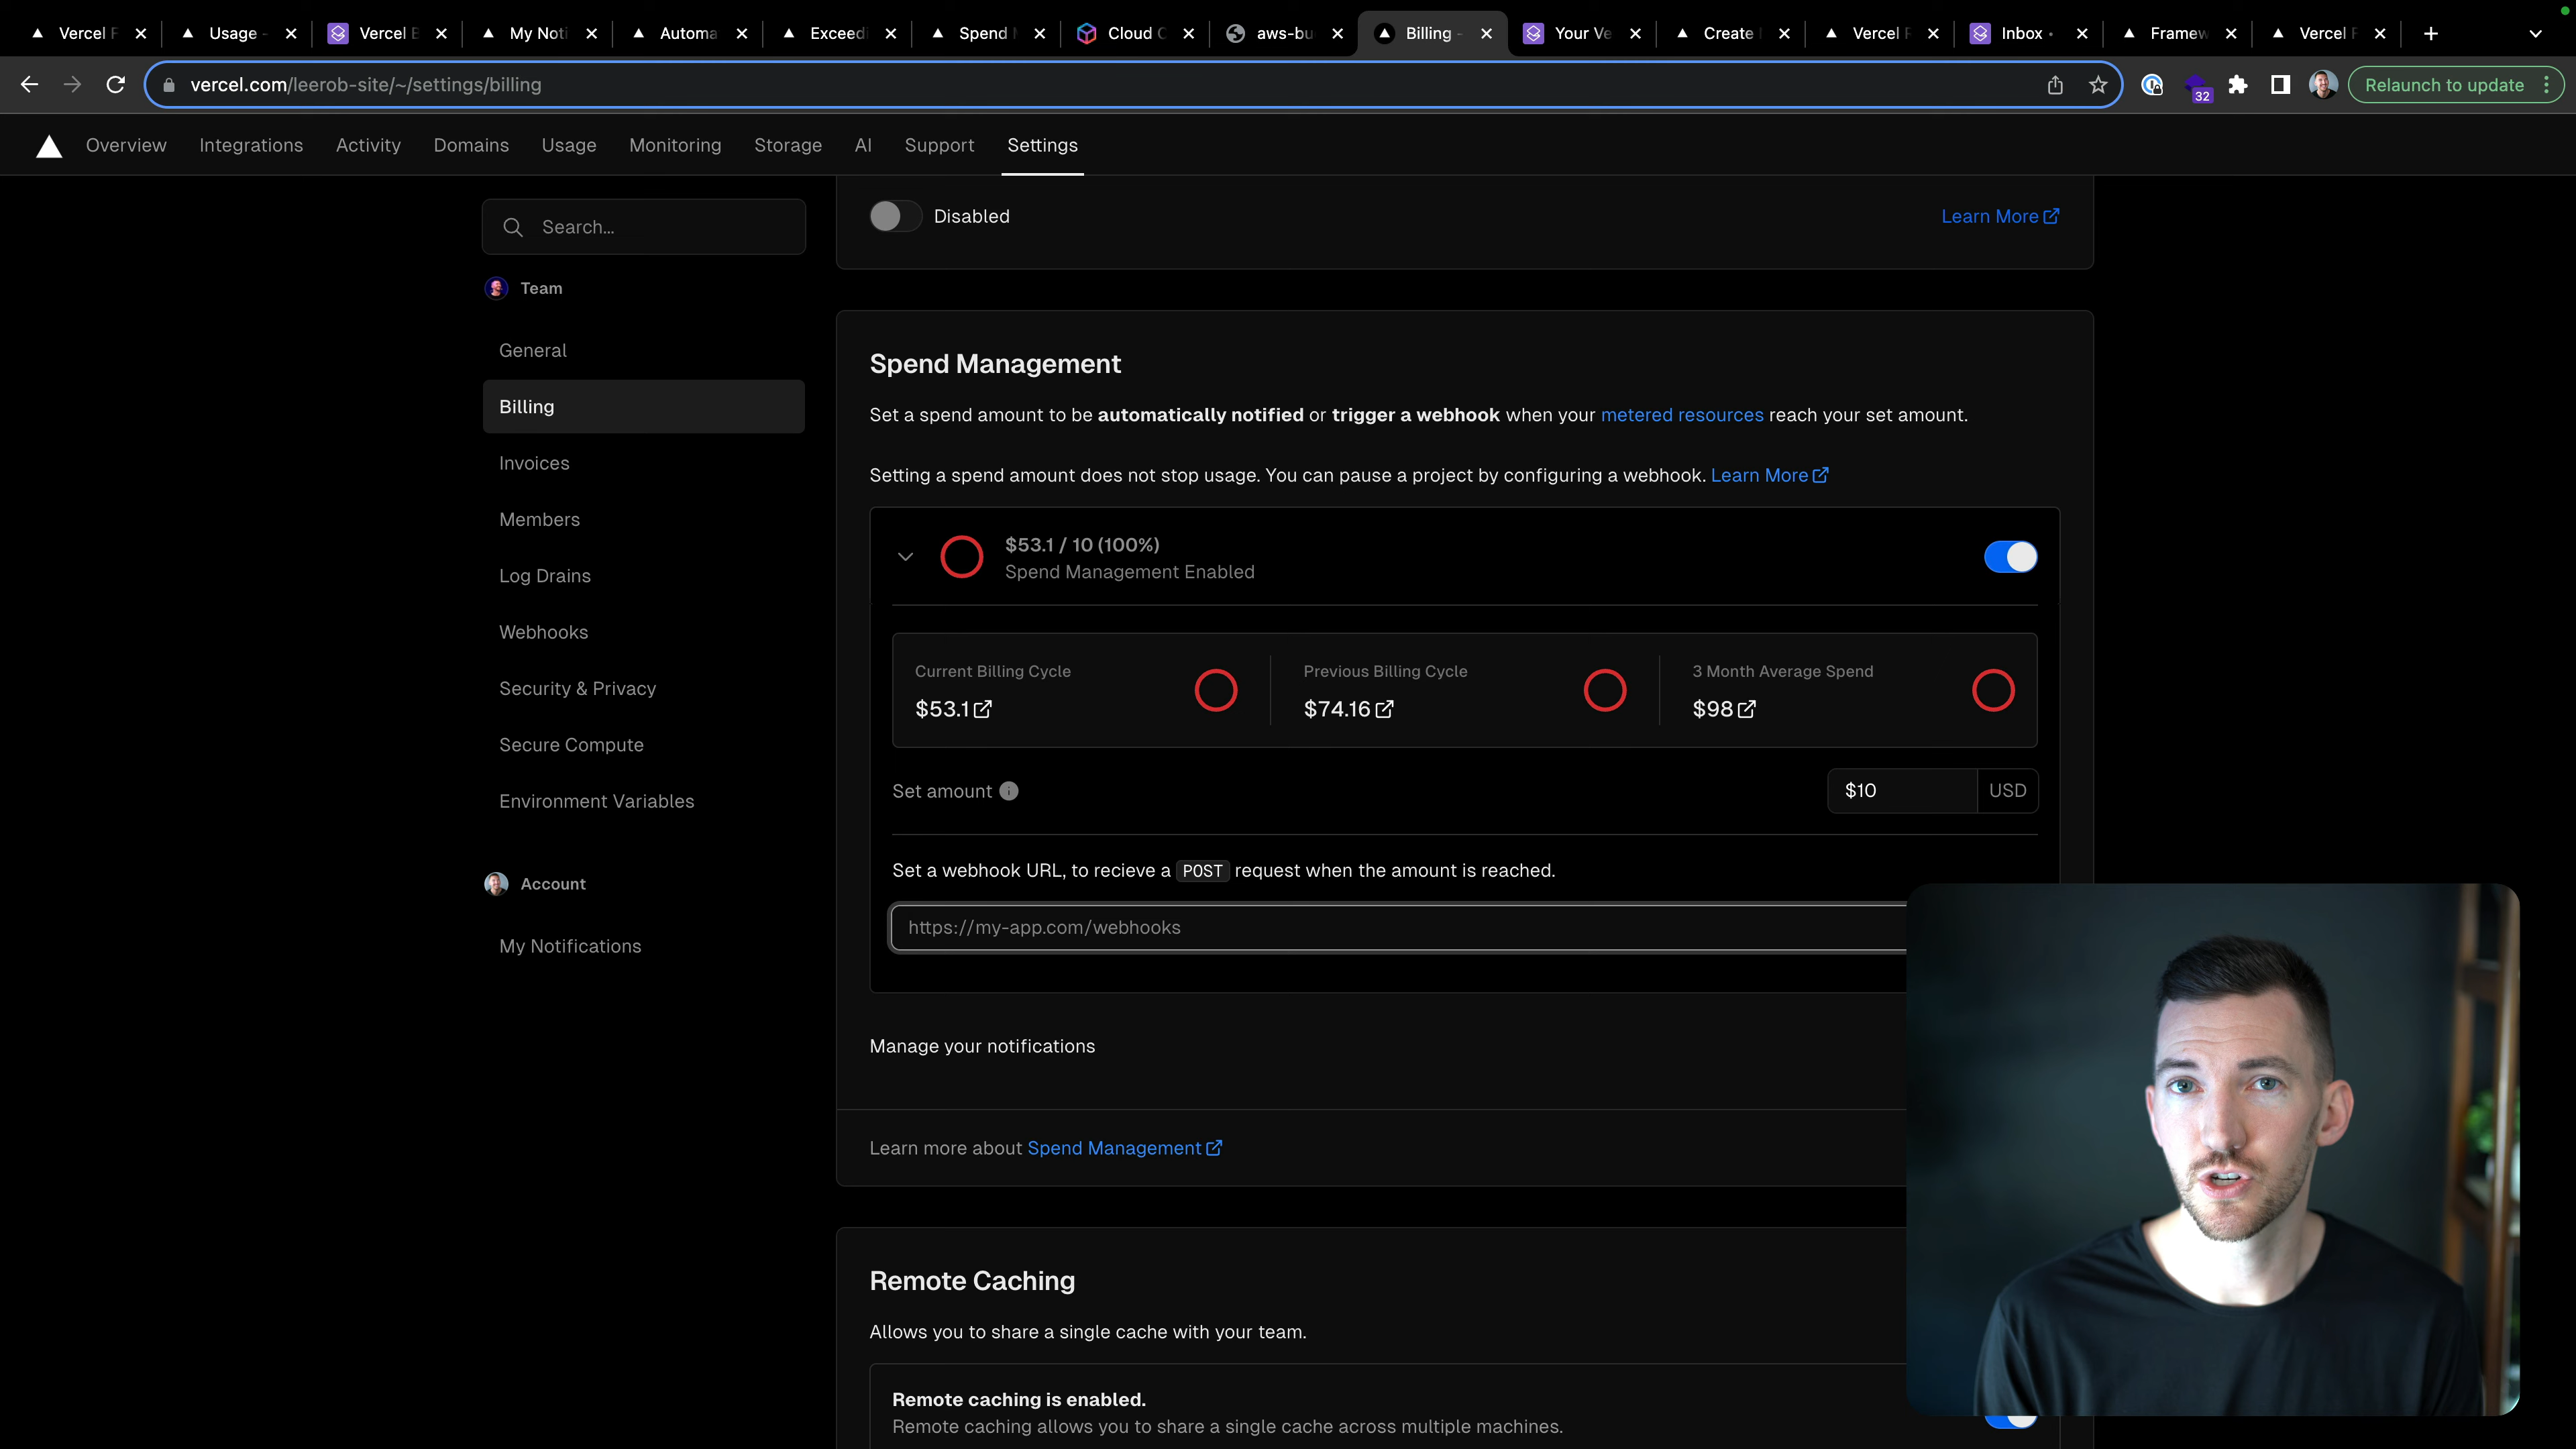 Vercel F
Usage -
Vercel E
My Noti
Automa
Exceedi
Spend M
Cloud C
aws-bu
Billing -
Your Ve
Create I
Vercel F
Inbox •
Framew
Vercel F
vercel.com/leerob-site/~/settings/billing
32
Relaunch to update
Overview
Integrations
Activity
Domains
Usage
Monitoring
Storage
AI
Support
Settings
Search...
Team
General
Billing
Invoices
Members
Log Drains
Webhooks
Security & Privacy
Secure Compute
Environment Variables
Account
My Notifications
Disabled
Learn More
Spend Management
Set a spend amount to be automatically notified or trigger a webhook when your metered resources reach your set amount.
Setting a spend amount does not stop usage. You can pause a project by configuring a webhook. Learn More
$53.1 / 10 (100%)
Spend Management Enabled
Current Billing Cycle
$53.1
Previous Billing Cycle
$74.16
3 Month Average Spend
$98
Set amount
$10 USD
Set a webhook URL, to recieve a POST request when the amount is reached.
https://my-app.com/webhooks
Manage your notifications
Learn more about Spend Management
Remote Caching
Allows you to share a single cache with your team.
Remote caching is enabled.
Remote caching allows you to share a single cache across multiple machines.